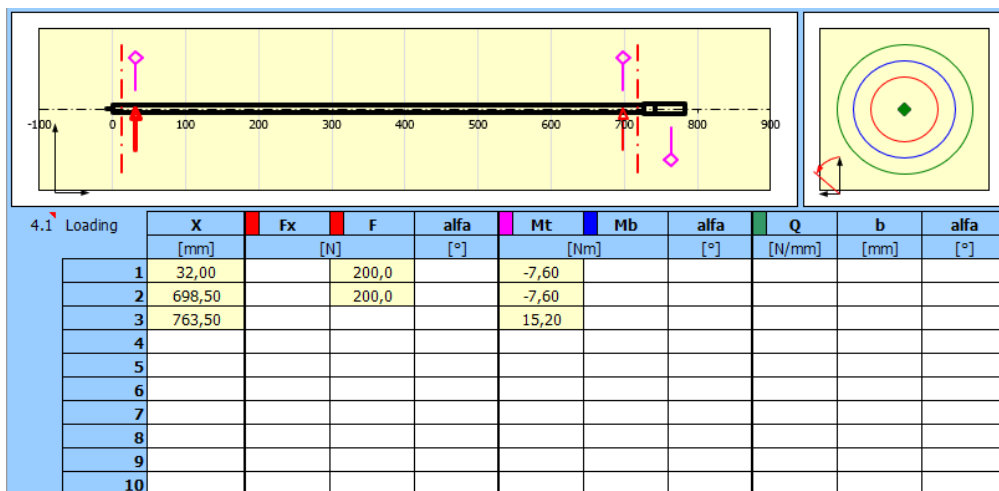 -100 0 100 200 300 400 500 600 700 800 900
4.1 Loading X Fx F alfa Mt Mb alfa Q b alfa
[mm] [N] [°] [Nm] [°] [N/mm] [mm] [°]
1 32,00 200,0 -7,60
2 698,50 200,0 -7,60
3 763,50 15,20
4
5
6
7
8
9
10